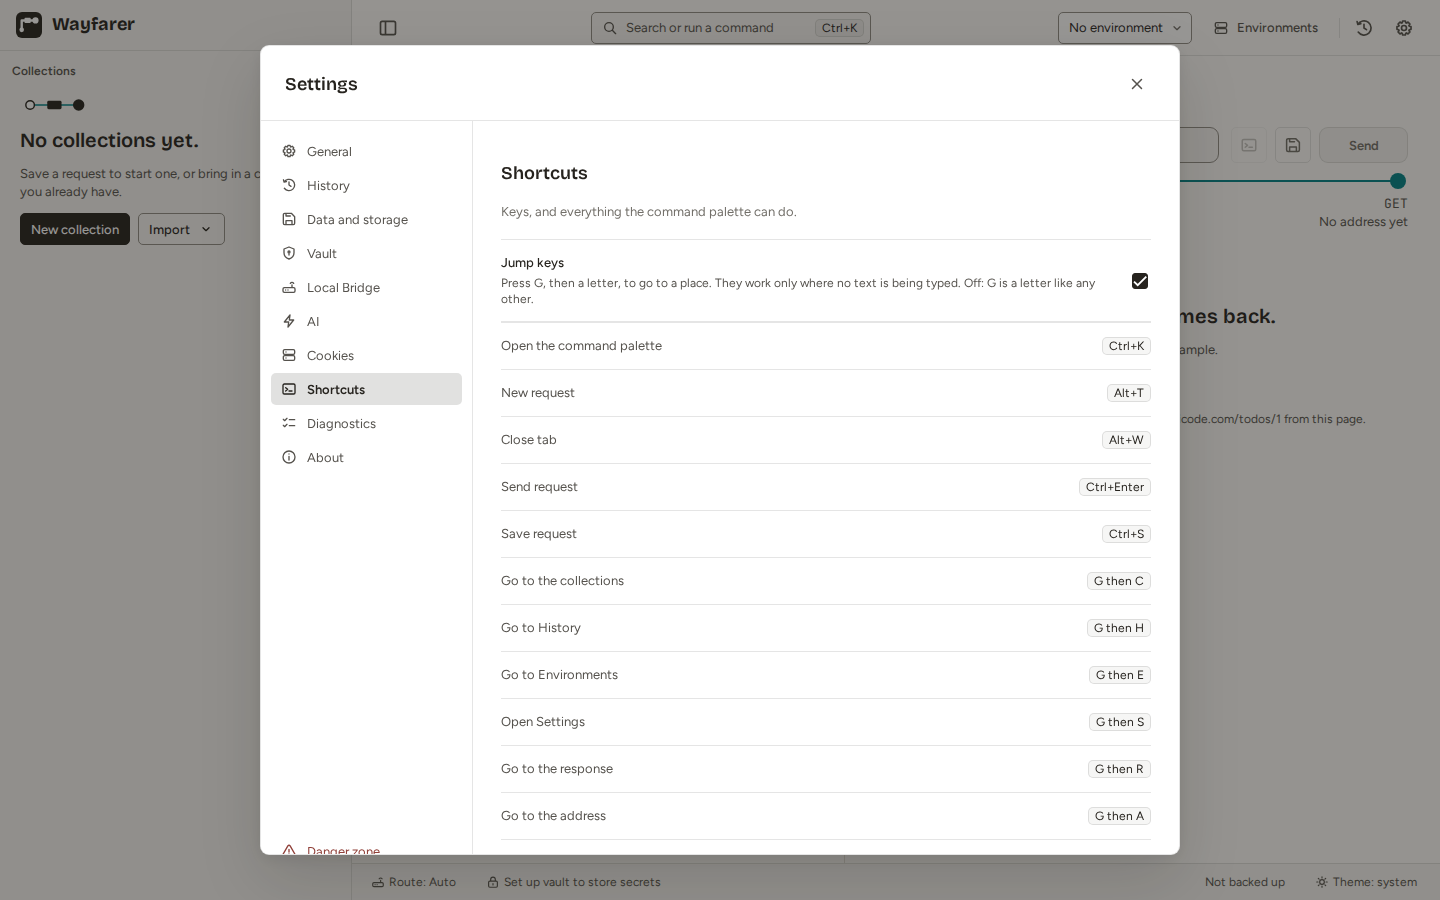 Wayfarer
Search or run a command
Ctrl+K
No environment
Environments
Collections
No collections yet.
Save a request to start one, or bring in a c
you already have.
New collection
Import
Send
GET
No address yet
mes back.
ample.
code.com/todos/1 from this page.
Settings
General
History
Data and storage
Vault
Local Bridge
AI
Cookies
Shortcuts
Diagnostics
About
Danger zone
Shortcuts
Keys, and everything the command palette can do.
Jump keys
Press G, then a letter, to go to a place. They work only where no text is being typed. Off: G is a letter like any
other.
Open the command palette
Ctrl+K
New request
Alt+T
Close tab
Alt+W
Send request
Ctrl+Enter
Save request
Ctrl+S
Go to the collections
G then C
Go to History
G then H
Go to Environments
G then E
Open Settings
G then S
Go to the response
G then R
Go to the address
G then A
Route: Auto
Set up vault to store secrets
Not backed up
Theme: system